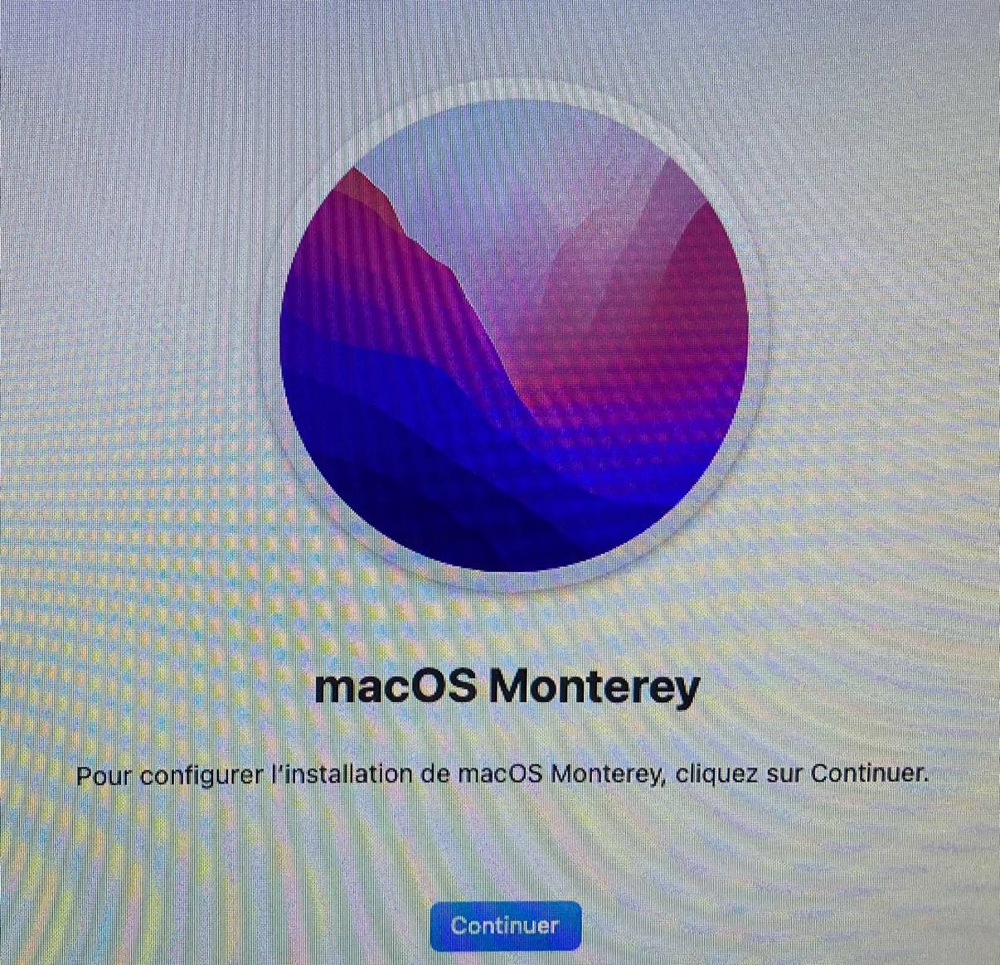 macOS Monterey
Pour configurer l'installation de macOS Monterey, cliquez sur Continuer.
Continuer